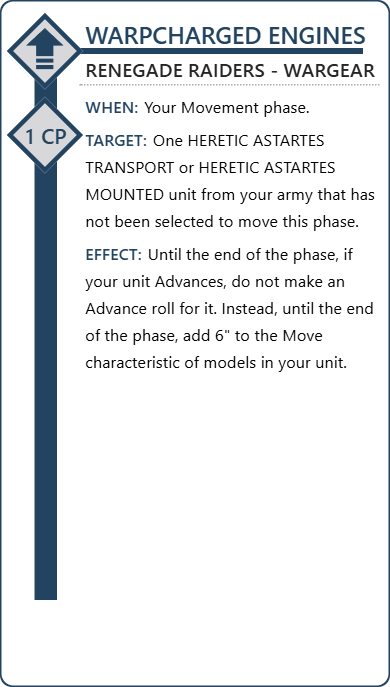 WARPCHARGED ENGINES
RENEGADE RAIDERS - WARGEAR
WHEN: Your Movement phase.
1 CP
TARGET: One HERETIC ASTARTES
TRANSPORT or HERETIC ASTARTES
MOUNTED unit from your army that has
not been selected to move this phase.
EFFECT: Until the end of the phase, if
your unit Advances, do not make an
Advance roll for it. Instead, until the end
of the phase, add 6" to the Move
characteristic of models in your unit.